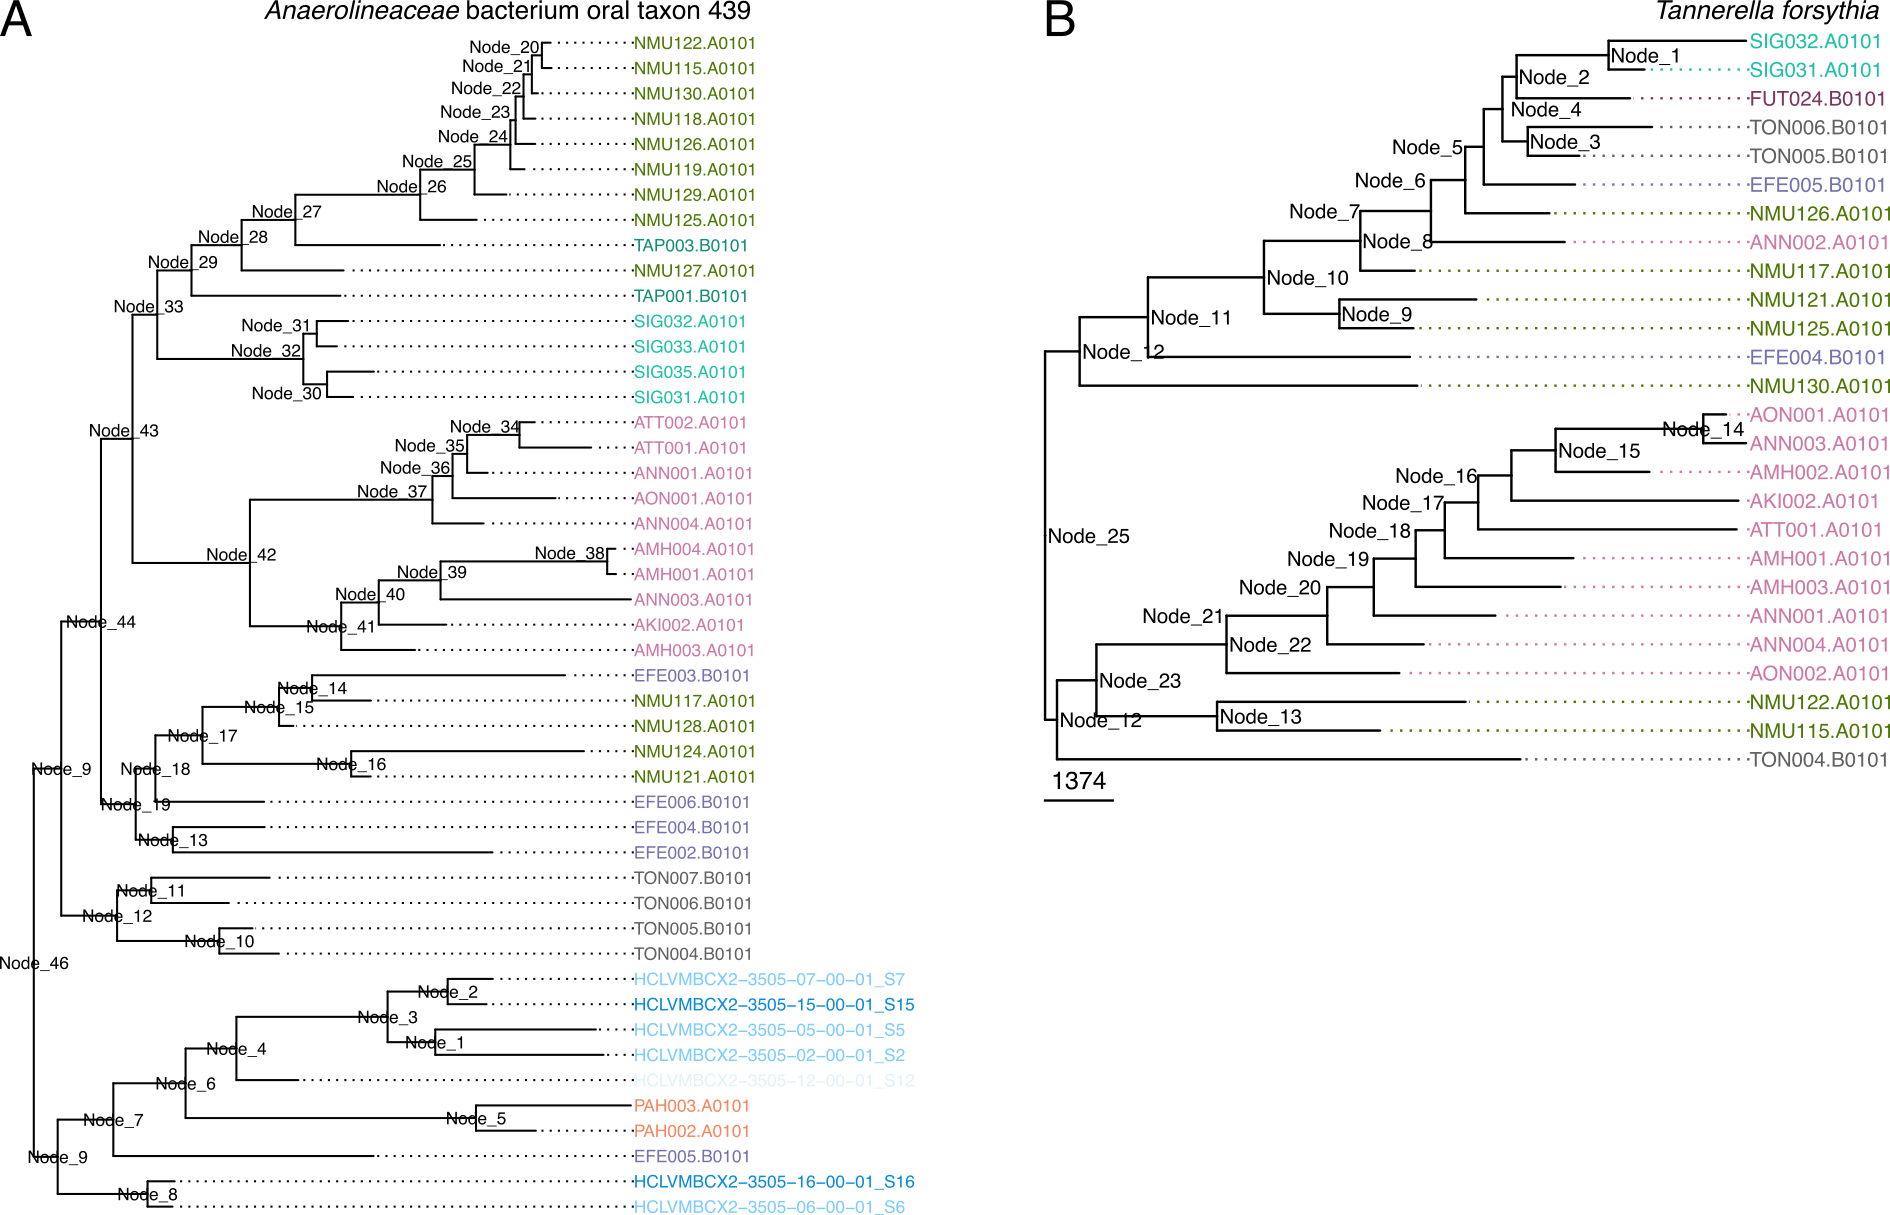 A
Anaerolineaceae bacterium oral taxon 439
Node_20
NMU122.A0101
Node_21
NMU115.A0101
Node_22
NMU130.A0101
Node_23
NMU118.A0101
Node_24
NMU126.A0101
Node_25
NMU119.A0101
Node_26
NMU129.A0101
Node_27
NMU125.A0101
Node_28
TAP003.B0101
Node_29
NMU127.A0101
Node_33
TAP001.B0101
Node_31
SIG032.A0101
Node_32
SIG033.A0101
SIG035.A0101
Node_30
SIG031.A0101
Node_43
Node_34
ATT002.A0101
Node_35
ATT001.A0101
Node_36
ANN001.A0101
Node_37
AON001.A0101
ANN004.A0101
Node_42
Node_38
AMH004.A0101
Node_39
AMH001.A0101
Node_40
ANN003.A0101
Node_44
Node_41
AKI002.A0101
AMH003.A0101
Node_14
EFE003.B0101
Node_15
NMU117.A0101
Node_17
NMU128.A0101
Node_9
Node_18
Node_16
NMU124.A0101
NMU121.A0101
Node_19
EFE006.B0101
Node_13
EFE004.B0101
EFE002.B0101
Node_11
TON007.B0101
Node_12
TON006.B0101
Node_10
TON005.B0101
TON004.B0101
Node_46
Node_2
HCLVMBCX2-3505-07-00-01_S7
Node_3
HCLVMBCX2-3505-15-00-01_S15
Node_1
HCLVMBCX2-3505-05-00-01_S5
Node_4
HCLVMBCX2-3505-02-00-01_S2
Node_6
HCLVMBCX2-3505-12-00-01_S12
Node_7
Node_5
PAH003.A0101
PAH002.A0101
Node_9
EFE005.B0101
Node_8
HCLVMBCX2-3505-16-00-01_S16
HCLVMBCX2-3505-06-00-01_S6
B
Tannerella forsythia
SIG032.A0101
Node_1
SIG031.A0101
Node_2
FUT024.B0101
Node_4
TON006.B0101
Node_3
Node_5
TON005.B0101
Node_6
EFE005.B0101
Node_7
NMU126.A0101
Node_8
ANN002.A0101
Node_10
NMU117.A0101
NMU121.A0101
Node_9
Node_11
NMU125.A0101
Node_12
EFE004.B0101
NMU130.A0101
AON001.A0101
Node_14
ANN003.A0101
Node_15
AMH002.A0101
Node_16
AKI002.A0101
Node_17
ATT001.A0101
Node_18
Node_25
AMH001.A0101
Node_19
AMH003.A0101
Node_20
ANN001.A0101
Node_21
ANN004.A0101
Node_22
AON002.A0101
Node_23
NMU122.A0101
Node_13
Node_12
NMU115.A0101
TON004.B0101
1374